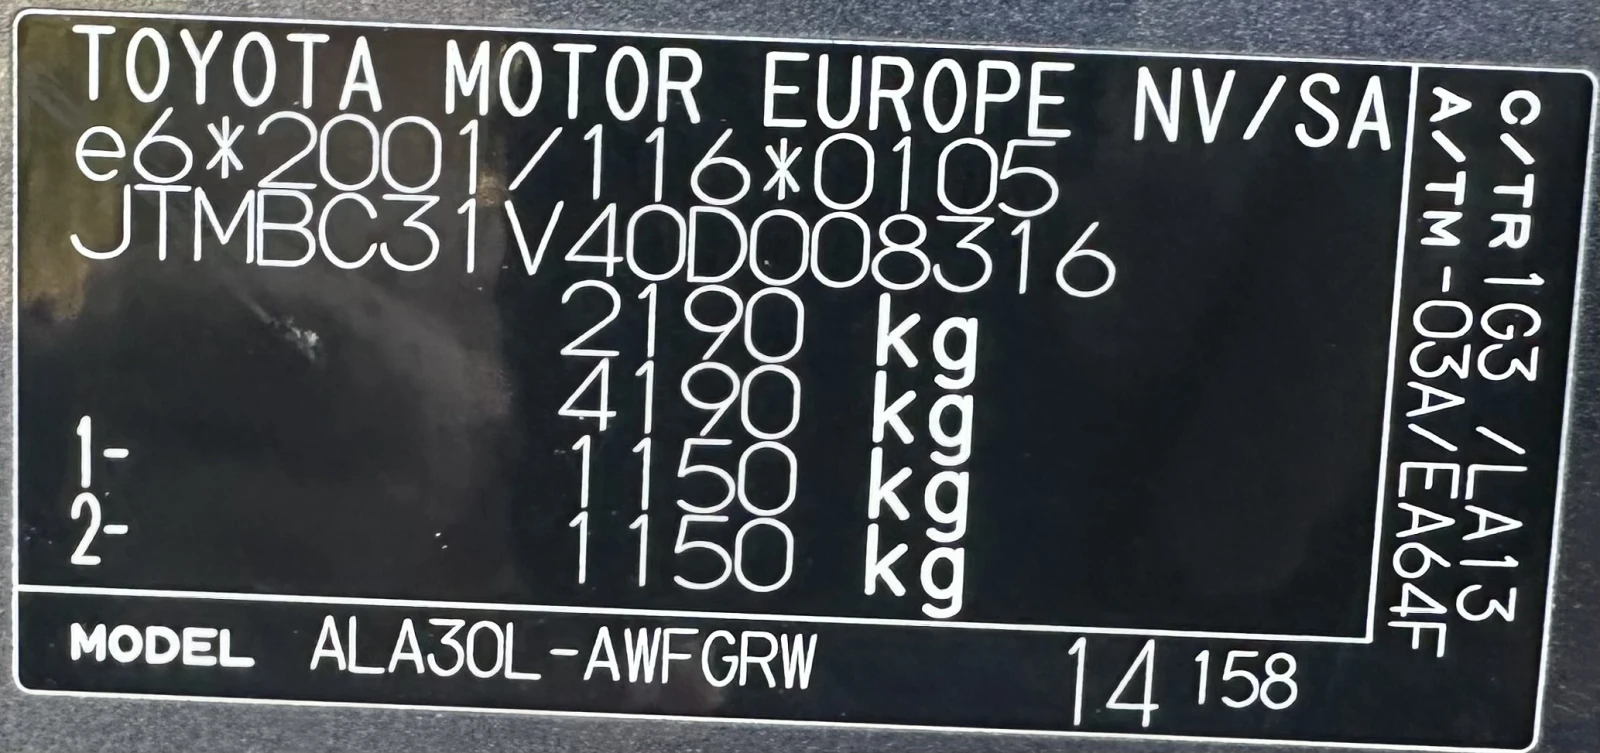 TOYOTA MOTOR EUROPE NV/SA
e6*2001/116*0105
JTMBC31V40D008316
2190 kg
4190 kg
1- 1150 kg
2- 1150 kg
MODEL ALA30L-AWFGRW 14 158
C/TR 1G3 /LA13
A/TM -03A/EA64F